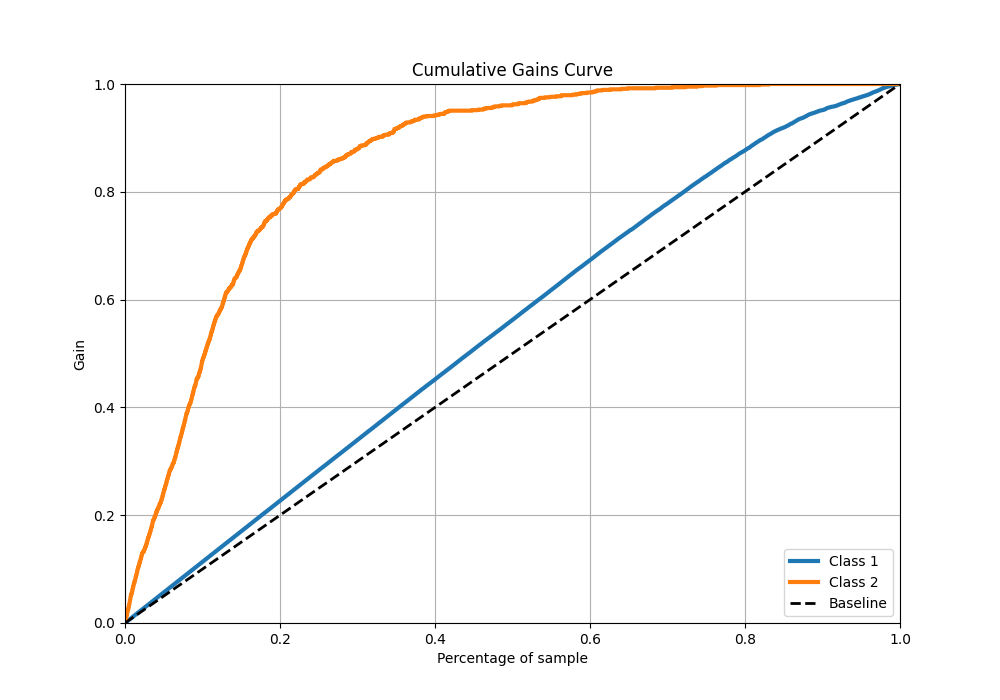 Cumulative Gains Curve
1.0
0.8
0.6
0.4
0.2
0.0
Gain
0.0 0.2 0.4 0.6 0.8 1.0
Percentage of sample
Class 1
Class 2
Baseline